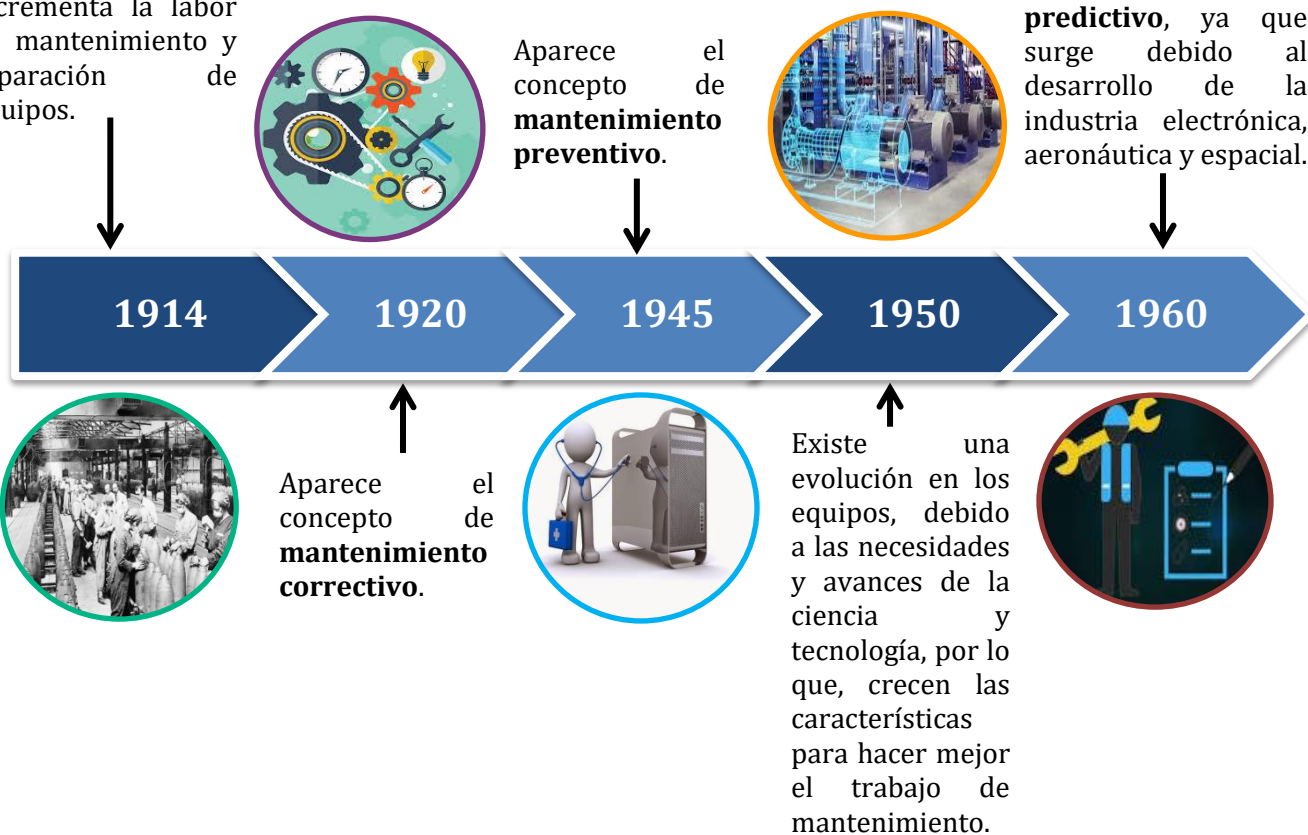 la labor
mantenimiento y
de
Aparece el
concepto de
mantenimiento
preventivo.
predictivo, ya que
surge debido al
desarrollo de la
industria electrónica,
aeronáutica y espacial.
1914
1920
1945
1950
1960
Aparece el
concepto de
mantenimiento
correctivo.
Existe una
evolución en los
equipos, debido
a las necesidades
y avances de la
ciencia y
tecnología, por lo
que, crecen las
características
para hacer mejor
el trabajo de
mantenimiento.